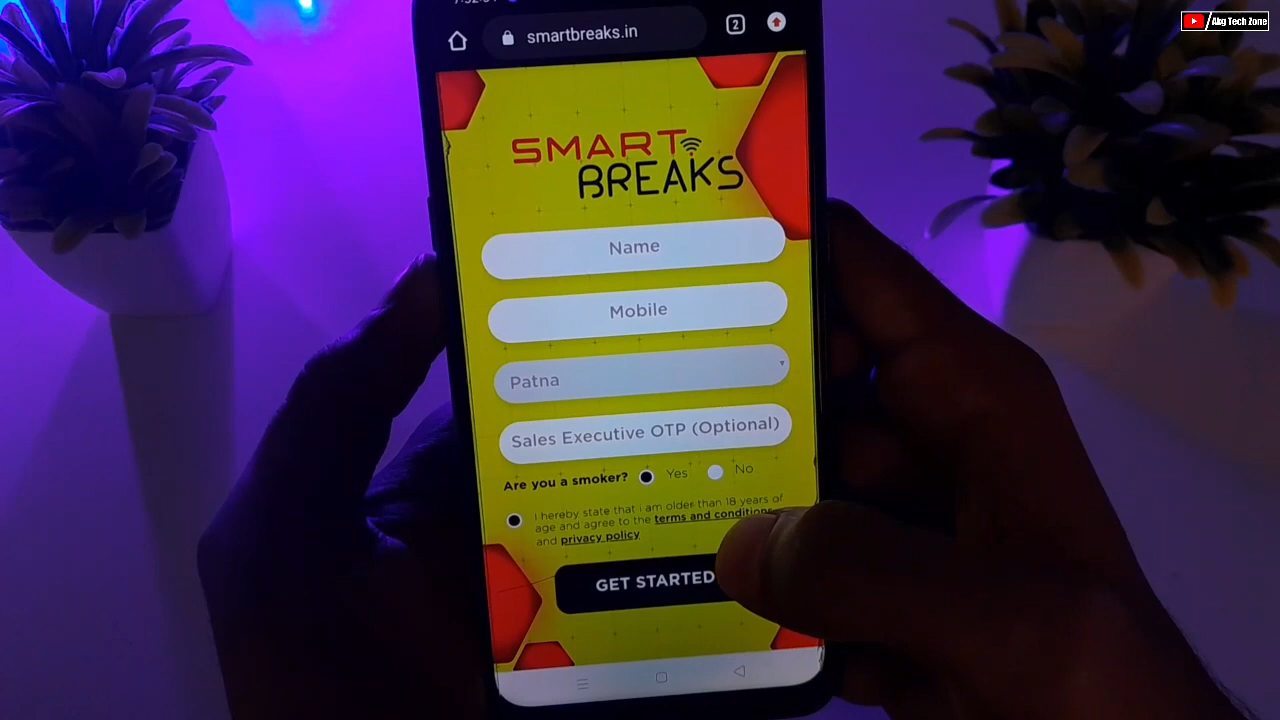 Abg Tech Zone
smartbreaks.in
2
SMART
BREAKS
Name
Mobile
Patna
Sales Executive OTP (Optional)
Are you a smoker? Yes No
I hereby state that i am older than 18 years of
age and agree to the terms and conditions
and privacy policy
GET STARTED